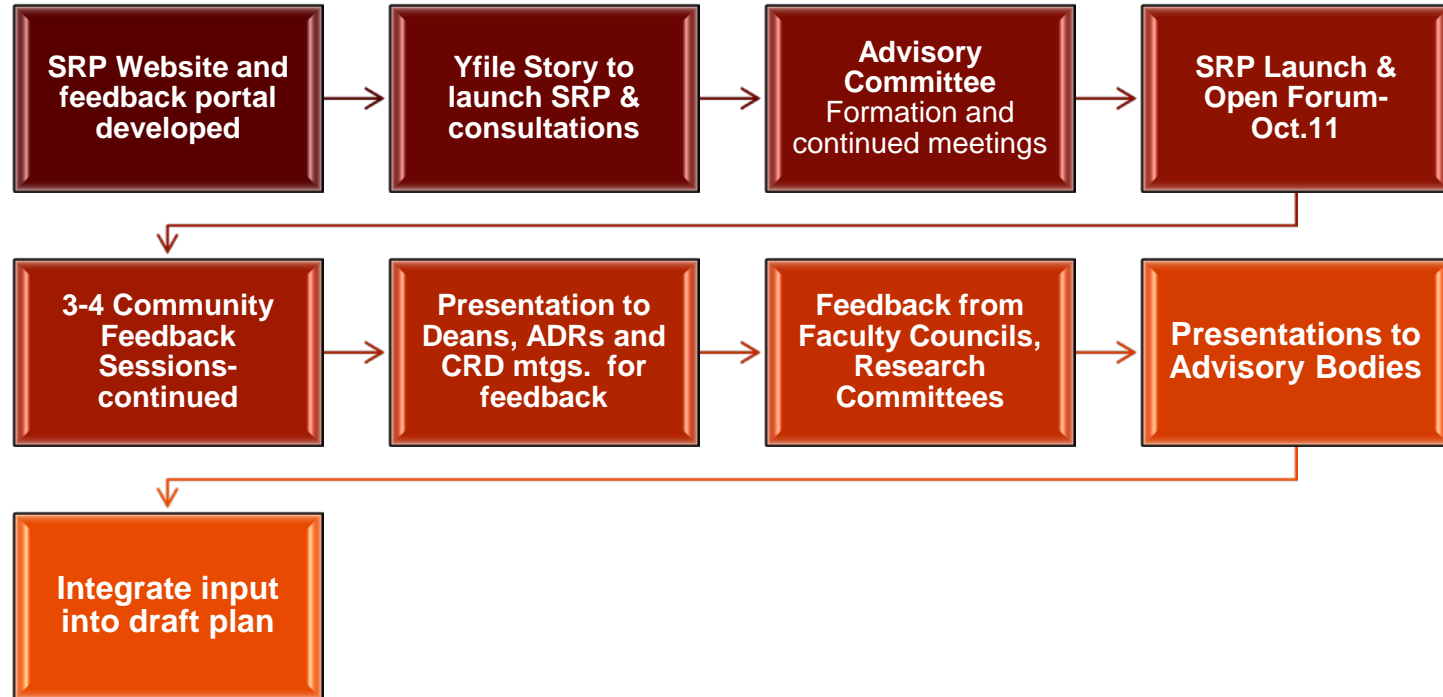 SRP Website and
feedback portal
developed
Yfile Story to
launch SRP &
consultations
Advisory
Committee
Formation and
continued meetings
SRP Launch &
Open Forum-
Oct.11
3-4 Community
Feedback
Sessions-
continued
Presentation to
Deans, ADRs and
CRD mtgs.  for
feedback
Feedback from
Faculty Councils,
Research
Committees
Presentations to
Advisory Bodies
Integrate input
into draft plan